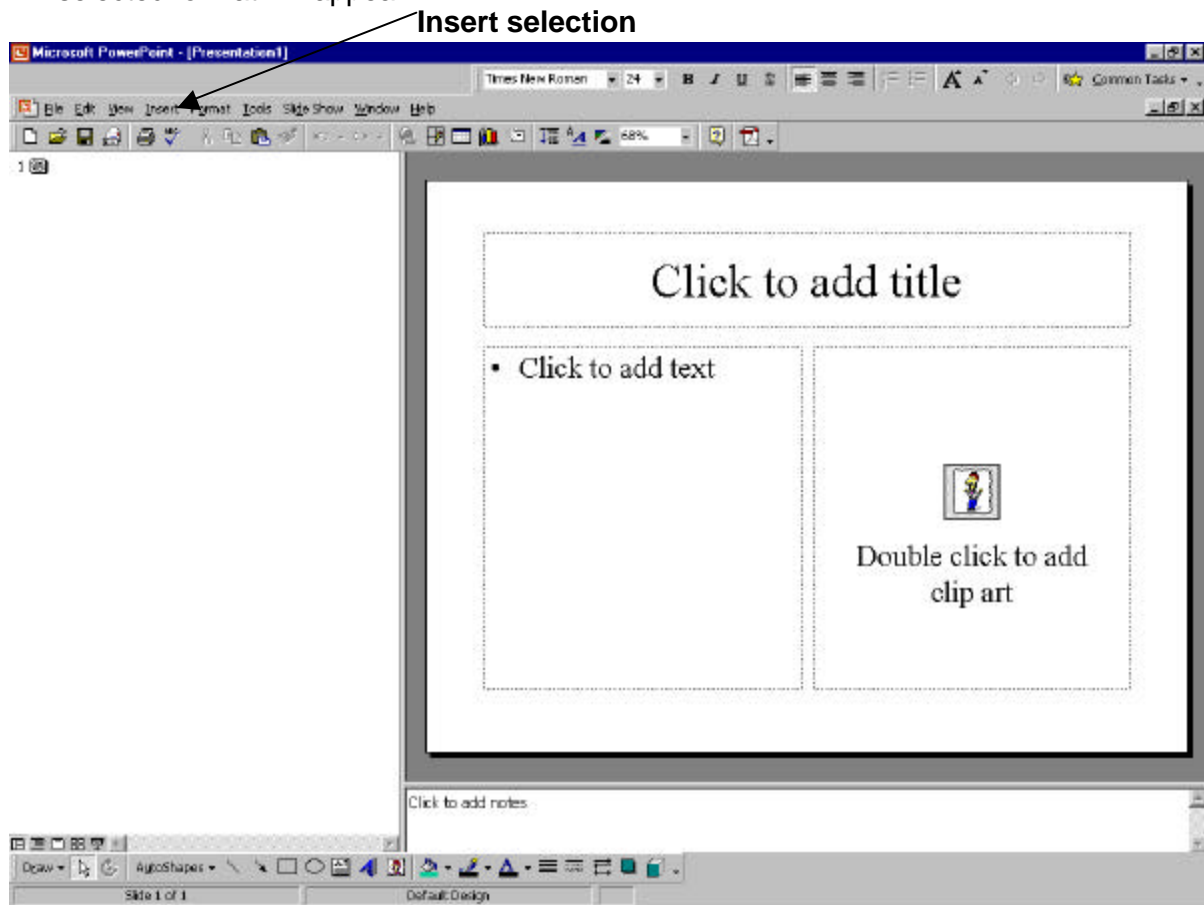 Insert selection
Microsoft PowerPoint - [Presentation1]
Times New Roman 24 B I U S A A Common Tasks
File Edit View Insert Format Tools Slide Show Window Help
68%
1
Click to add title
• Click to add text
Double click to add
clip art
Click to add notes
Draw AutoShapes
Slide 1 of 1 Default Design